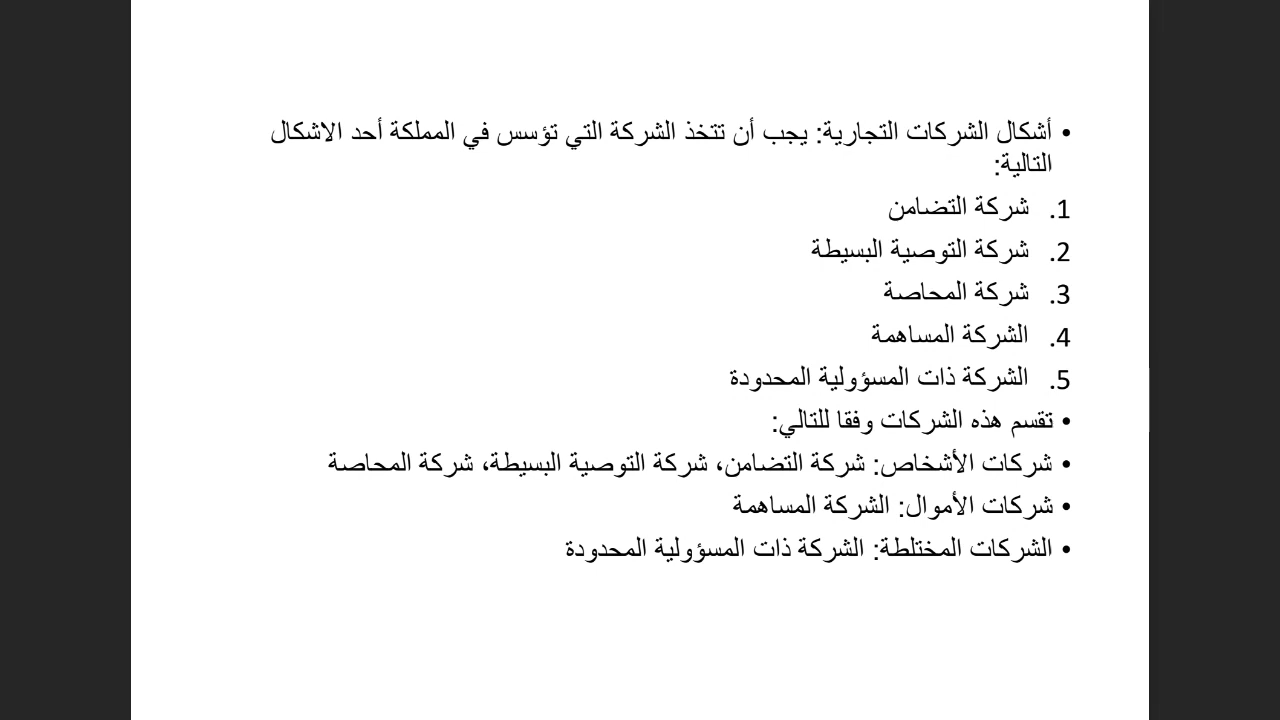 • أشكال الشركات التجارية: يجب أن تتخذ الشركة التي تؤسس في المملكة أحد الاشكال
التالية:
1. شركة التضامن
2. شركة التوصية البسيطة
3. شركة المحاصة
4. الشركة المساهمة
5. الشركة ذات المسؤولية المحدودة
• تقسم هذه الشركات وفقا للتالي:
• شركات الأشخاص: شركة التضامن، شركة التوصية البسيطة، شركة المحاصة
• شركات الأموال: الشركة المساهمة
• الشركات المختلطة: الشركة ذات المسؤولية المحدودة